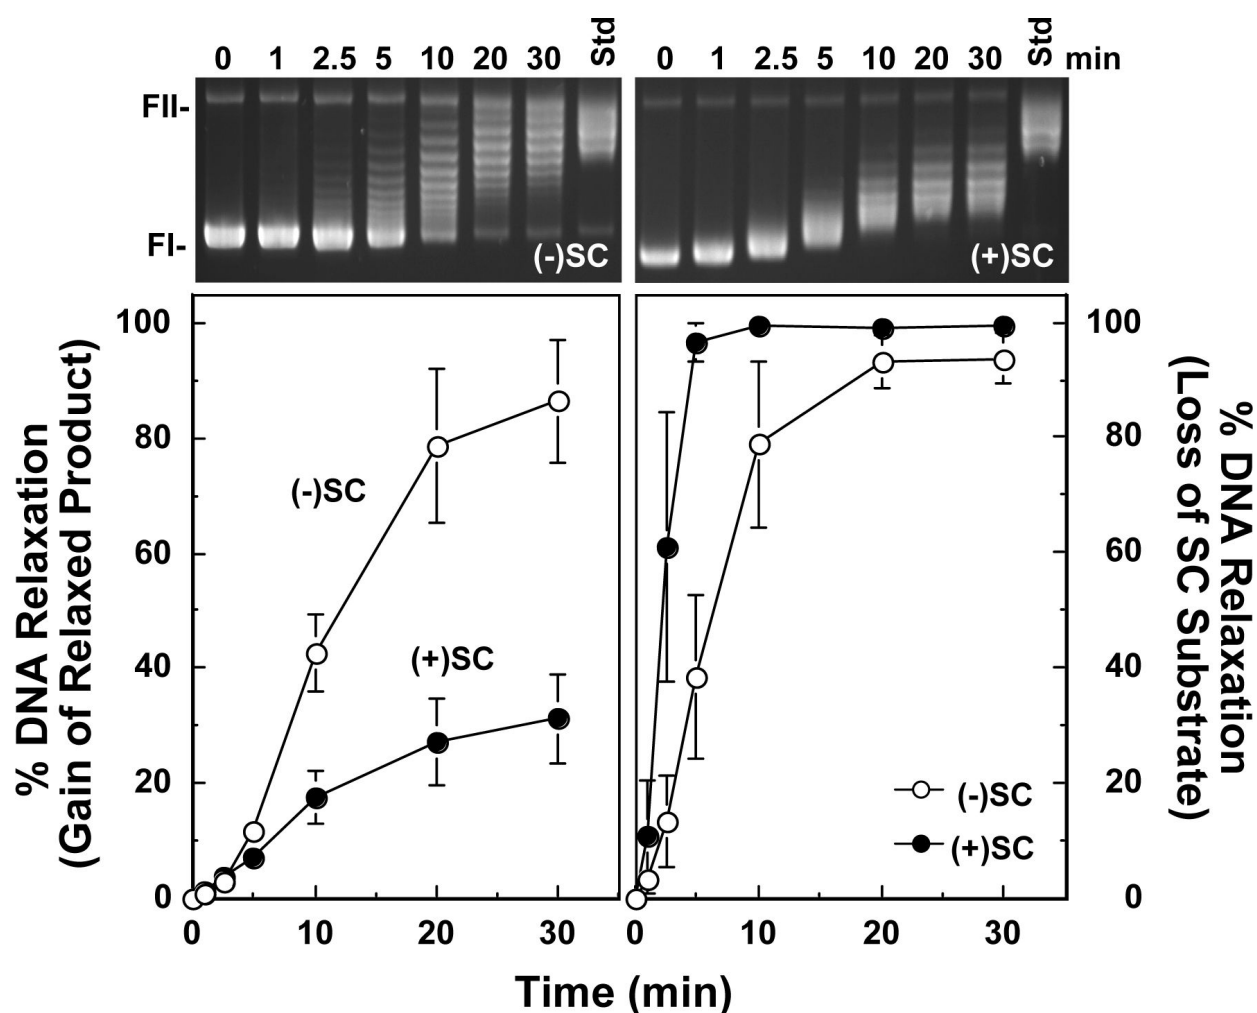 0 1 2.5 5 10 20 30 Std 0 1 2.5 5 10 20 30 Std min
FII-
FI-
(-)SC
(+)SC
% DNA Relaxation
(Gain of Relaxed Product)
100
80
60
40
20
0
(-)SC
(+)SC
0 10 20 30
(-)SC
(+)SC
0 10 20 30
100
80
60
40
20
0
% DNA Relaxation
(Loss of SC Substrate)
Time (min)